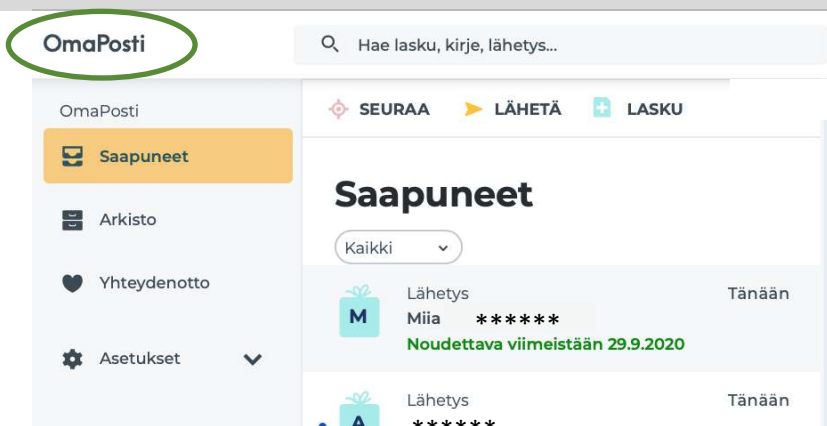 OmaPosti
Hae lasku, kirje, lähetys...
OmaPosti
Saapuneet
Arkisto
Yhteydenotto
Asetukset
SEURAA LÄHETÄ LASKU
Saapuneet
Kaikki
Lähetys Tänään
M
Miia ******
Noudettava viimeistään 29.9.2020
Lähetys Tänään
A
******